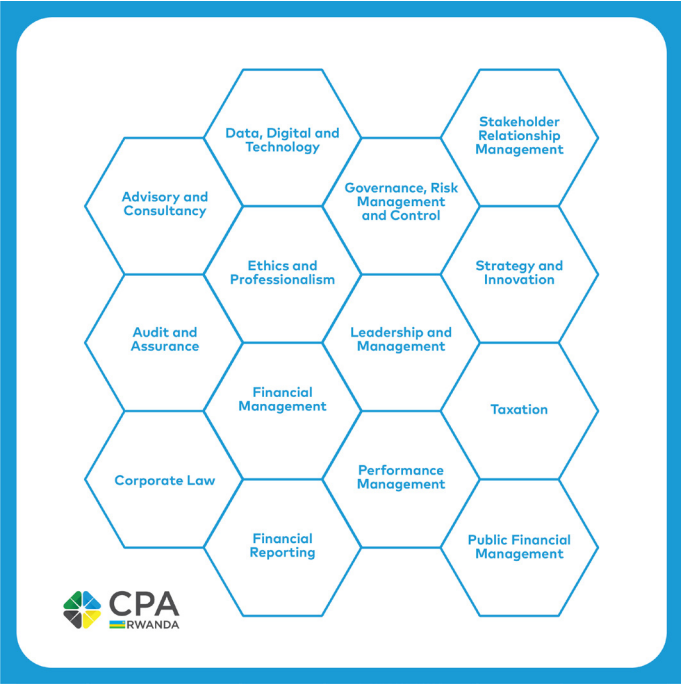 Data, Digital and
Technology
Stakeholder
Relationship
Management
Advisory and
Consultancy
Governance, Risk
Management
and Control
Ethics and
Professionalism
Strategy and
Innovation
Audit and
Assurance
Leadership and
Management
Financial
Management
Taxation
Corporate Law
Performance
Management
Financial
Reporting
Public Financial
Management
CPA
RWANDA